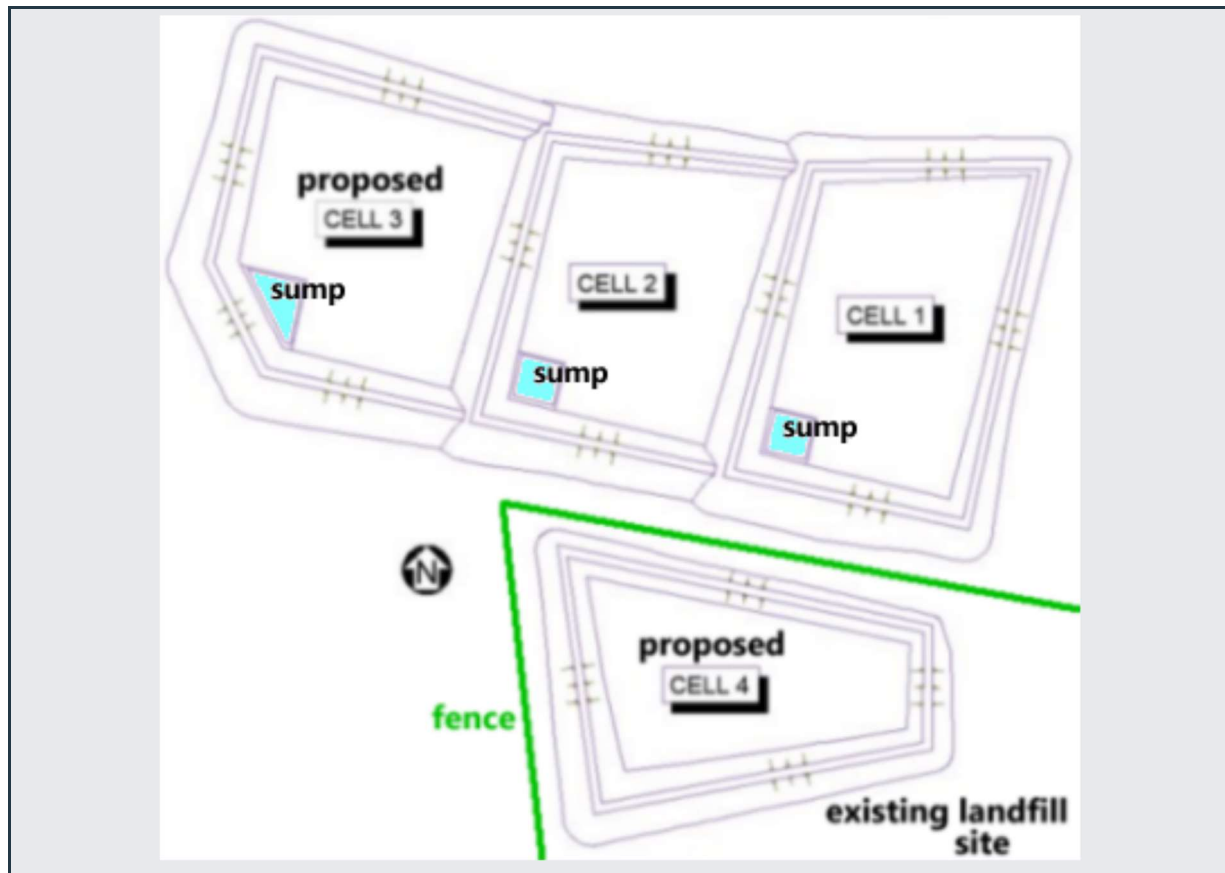 proposed
CELL 3
sump
CELL 2
sump
CELL 1
sump
N
proposed
CELL 4
fence
existing landfill
site